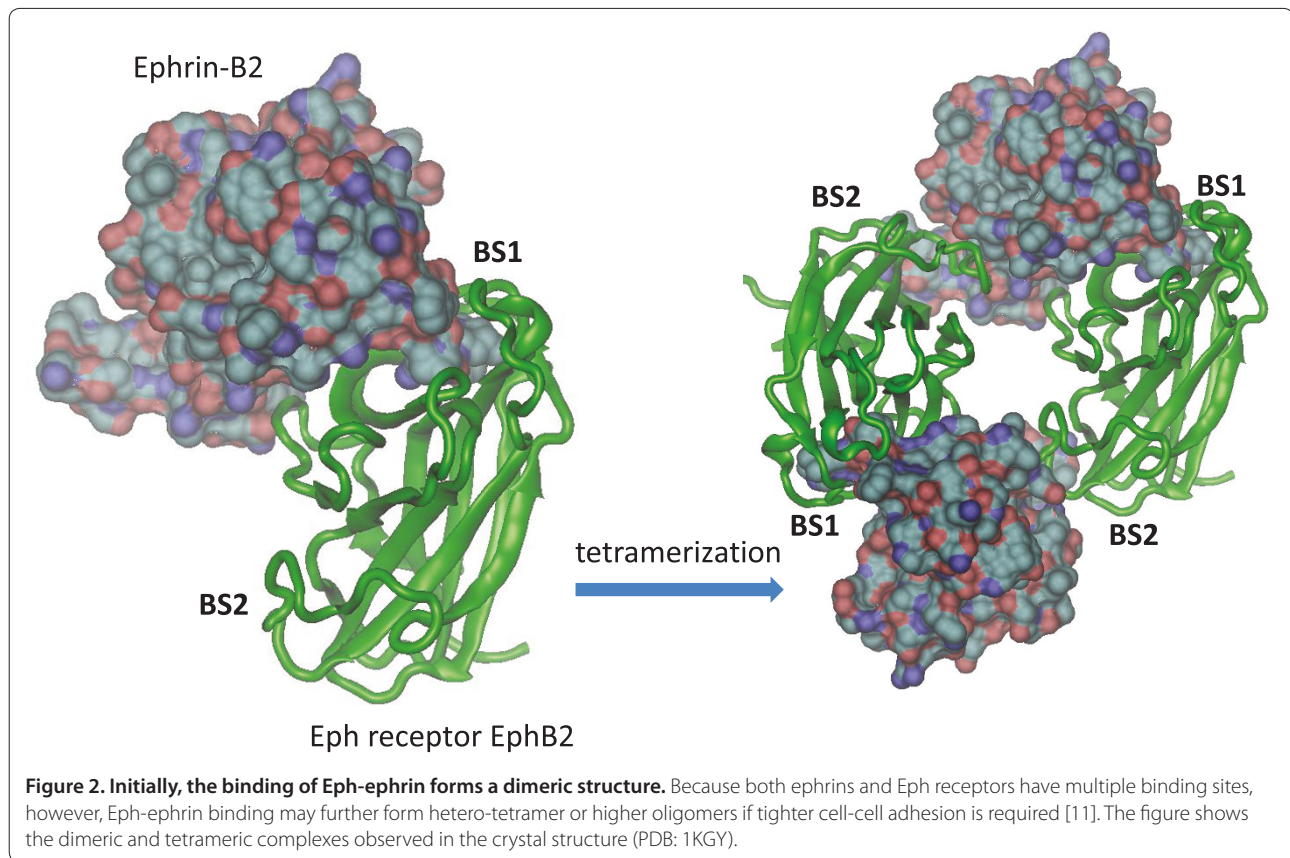 Ephrin-B2
BS1
BS2
Eph receptor EphB2
tetramerization
BS2
BS1
BS1
BS2
Figure 2. Initially, the binding of Eph-ephrin forms a dimeric structure. Because both ephrins and Eph receptors have multiple binding sites,
however, Eph-ephrin binding may further form hetero-tetramer or higher oligomers if tighter cell-cell adhesion is required [11]. The figure shows
the dimeric and tetrameric complexes observed in the crystal structure (PDB: 1KGY).